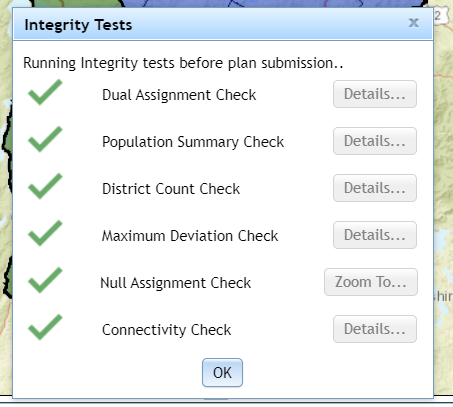 Integrity Tests
Running Integrity tests before plan submission..
Dual Assignment Check Details...
Population Summary Check Details...
District Count Check Details...
Maximum Deviation Check Details...
Null Assignment Check Zoom To...
Connectivity Check Details...
OK
2